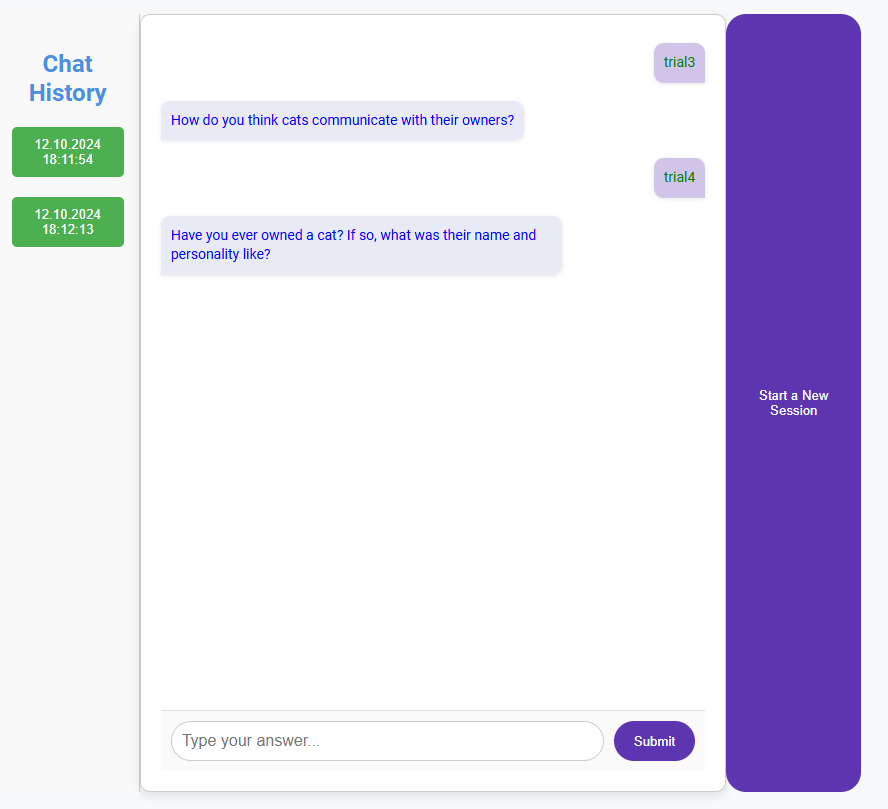 Chat
History
12.10.2024
18:11:54
12.10.2024
18:12:13
trial3
How do you think cats communicate with their owners?
trial4
Have you ever owned a cat? If so, what was their name and
personality like?
Type your answer...
Submit
Start a New
Session